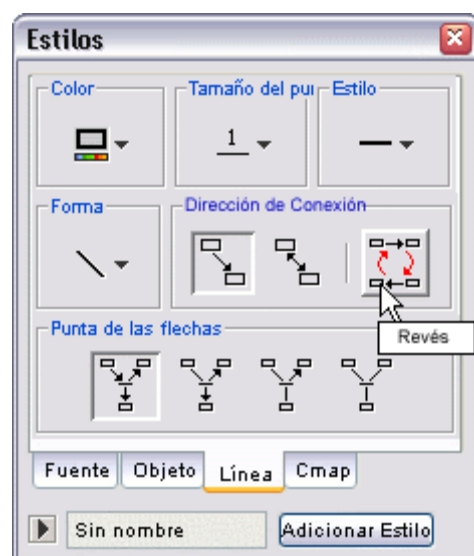 Estilos
Color
Tamaño del pui
Estilo
1
Forma
Dirección de Conexión
Revés
Punta de las flechas
Fuente
Objeto
Línea
Cmap
Sin nombre
Adicionar Estilo